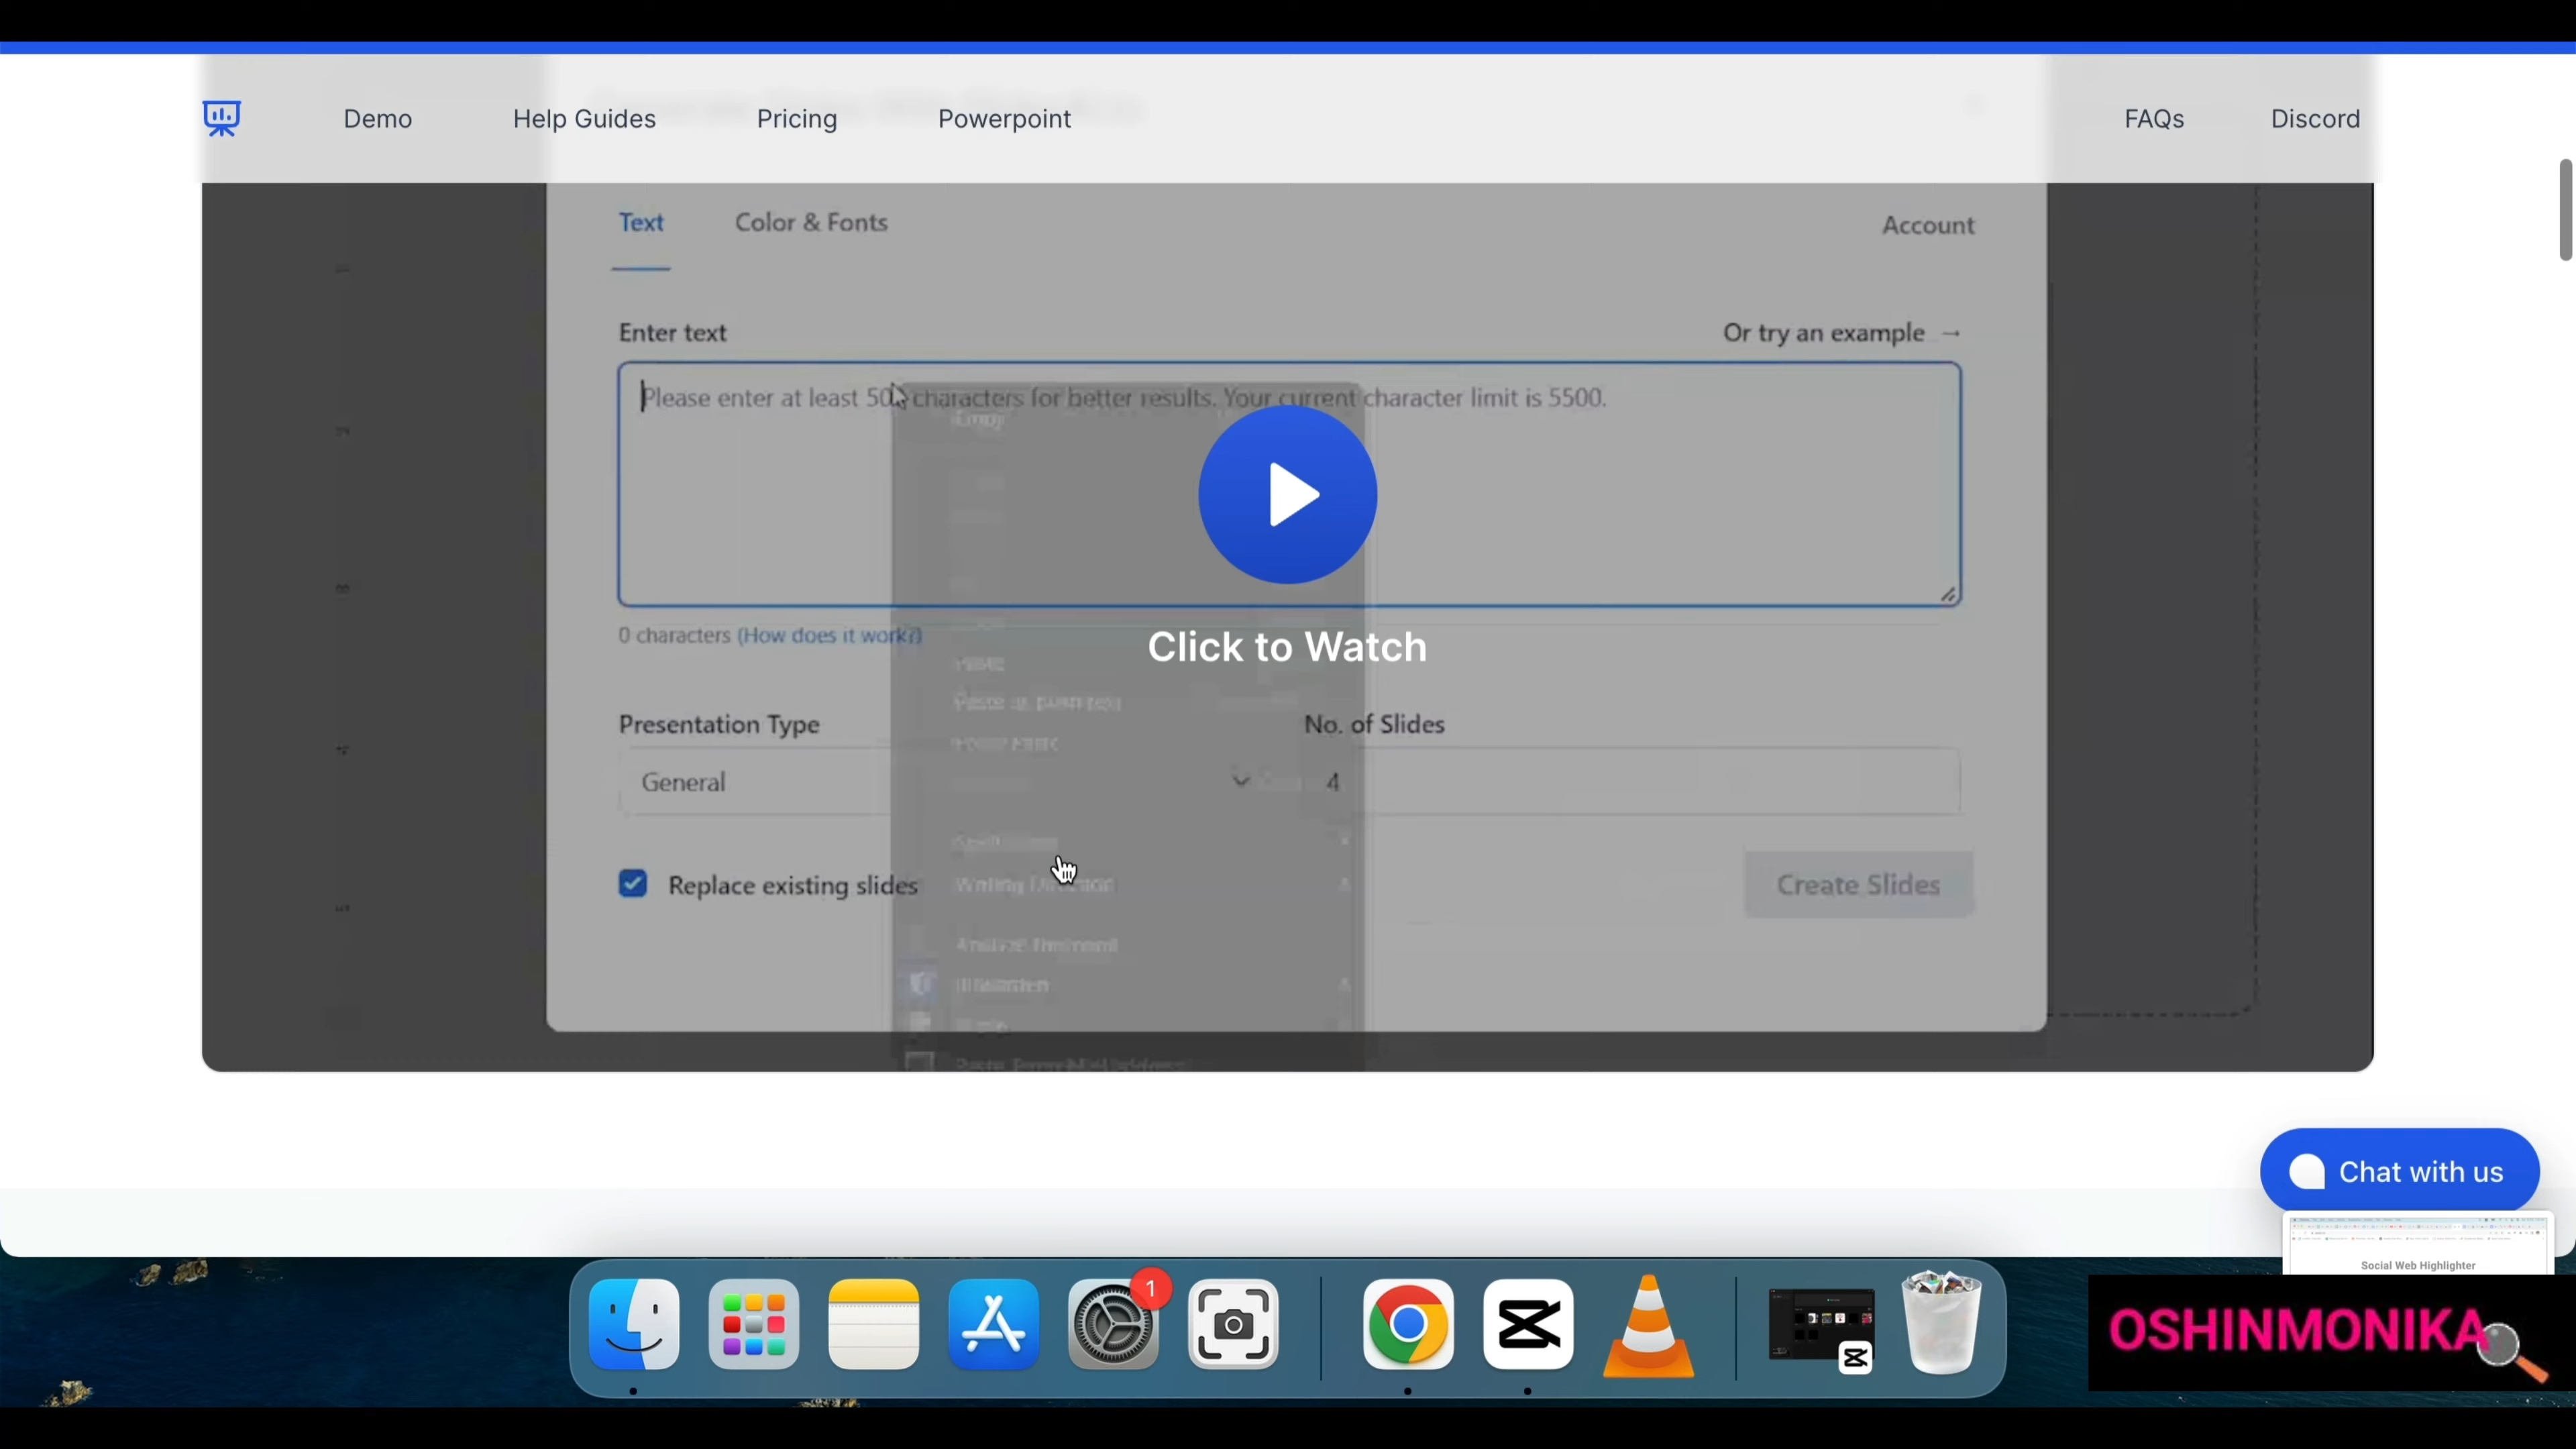 Demo Help Guides Pricing Powerpoint FAQs Discord
Text Color & Fonts Account
Enter text Or try an example →
Please enter at least 50 characters for better results. Your current character limit is 5500.
Click to Watch
0 characters (How does it work?)
Presentation Type No. of Slides
General 4
Replace existing slides Create Slides
Chat with us
Social Web Highlighter
1
OSHINMONIKA